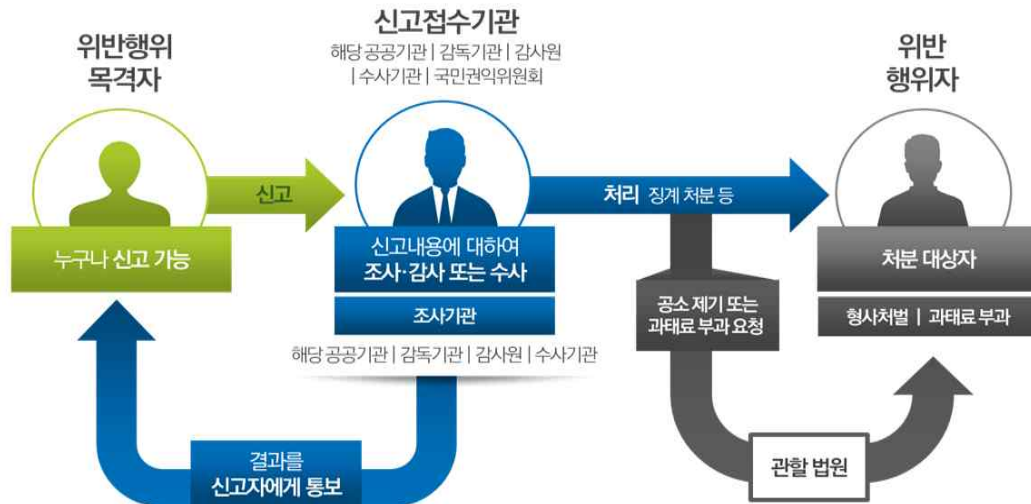 위반행위
목격자
누구나 신고 가능
신고
신고접수기관
해당 공공기관 | 감독기관 | 감사원
| 수사기관 | 국민권익위원회
신고내용에 대하여
조사·감사 또는 수사
조사기관
해당 공공기관 | 감독기관 | 감사원 | 수사기관
결과를
신고자에게 통보
처리 징계 처분 등
공소 제기 또는
과태료 부과 요청
관할 법원
위반
행위자
처분 대상자
형사처벌 | 과태료 부과